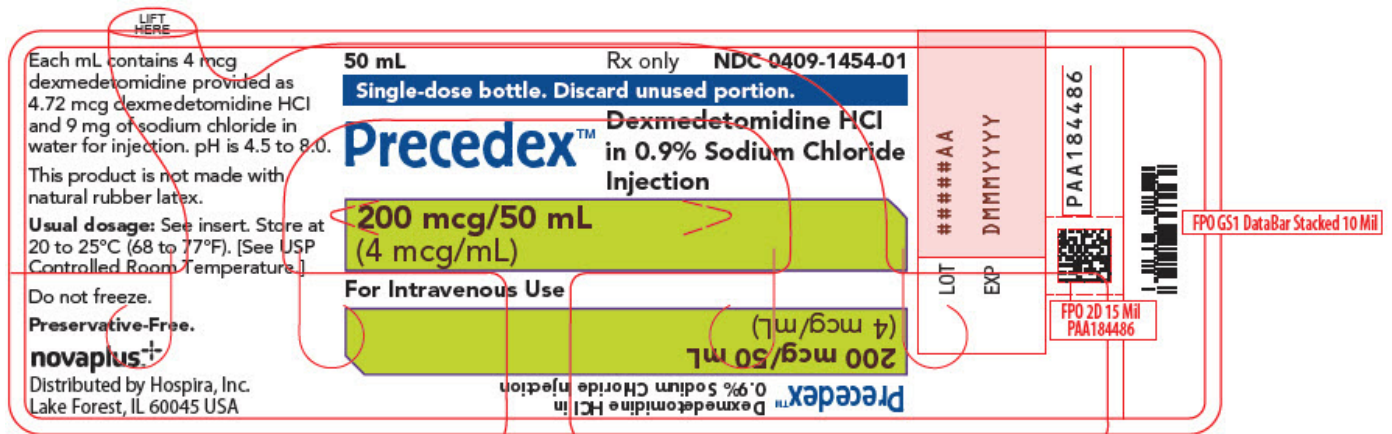 LIFT
HERE
Each mL contains 4 mcg
dexmedetomidine provided as
4.72 mcg dexmedetomidine HCl
and 9 mg of sodium chloride in
water for injection. pH is 4.5 to 8.0.
This product is not made with
natural rubber latex.
Usual dosage: See insert. Store at
20 to 25°C (68 to 77°F). [See USP
Controlled Room Temperature.]
Do not freeze.
Preservative-Free.
novaplus™
Distributed by Hospira, Inc.
Lake Forest, IL 60045 USA
50 mL Rx only NDC 0409-1454-01
Single-dose bottle. Discard unused portion.
Precedex™
Dexmedetomidine HCl
in 0.9% Sodium Chloride
Injection
200 mcg/50 mL
(4 mcg/mL)
For Intravenous Use
Precedex™
Dexmedetomidine HCl in
0.9% Sodium Chloride Injection
200 mcg/50 mL
(4 mcg/mL)
LOT #####AA
EXP DMMMYYYY
PAA184486
FPO 2D 15 Mil
PAA184486
FPO GS1 DataBar Stacked 10 Mil